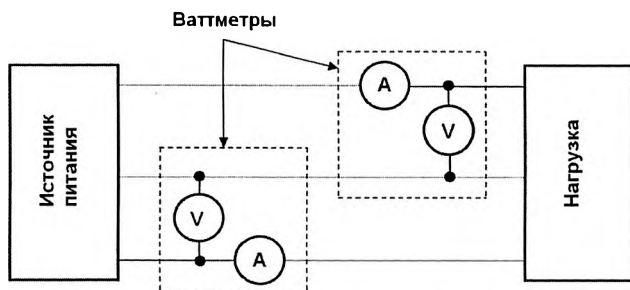 Ваттметры
A
V
Источник
питания
Нагрузка
V
A